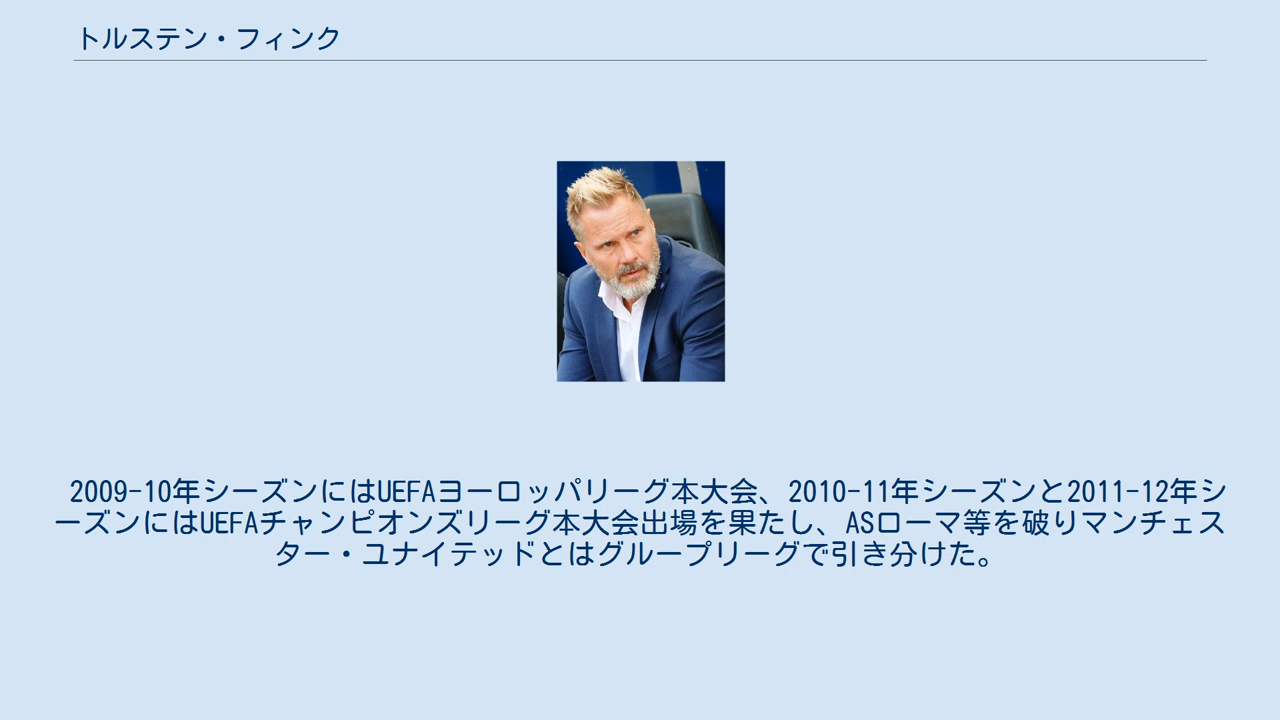 トルステン・フィンク
2009-10年シーズンにはUEFAヨーロッパリーグ本大会、2010-11年シーズンと2011-12年シ
ーズンにはUEFAチャンピオンズリーグ本大会出場を果たし、ASローマ等を破りマンチェス
ター・ユナイテッドとはグループリーグで引き分けた。